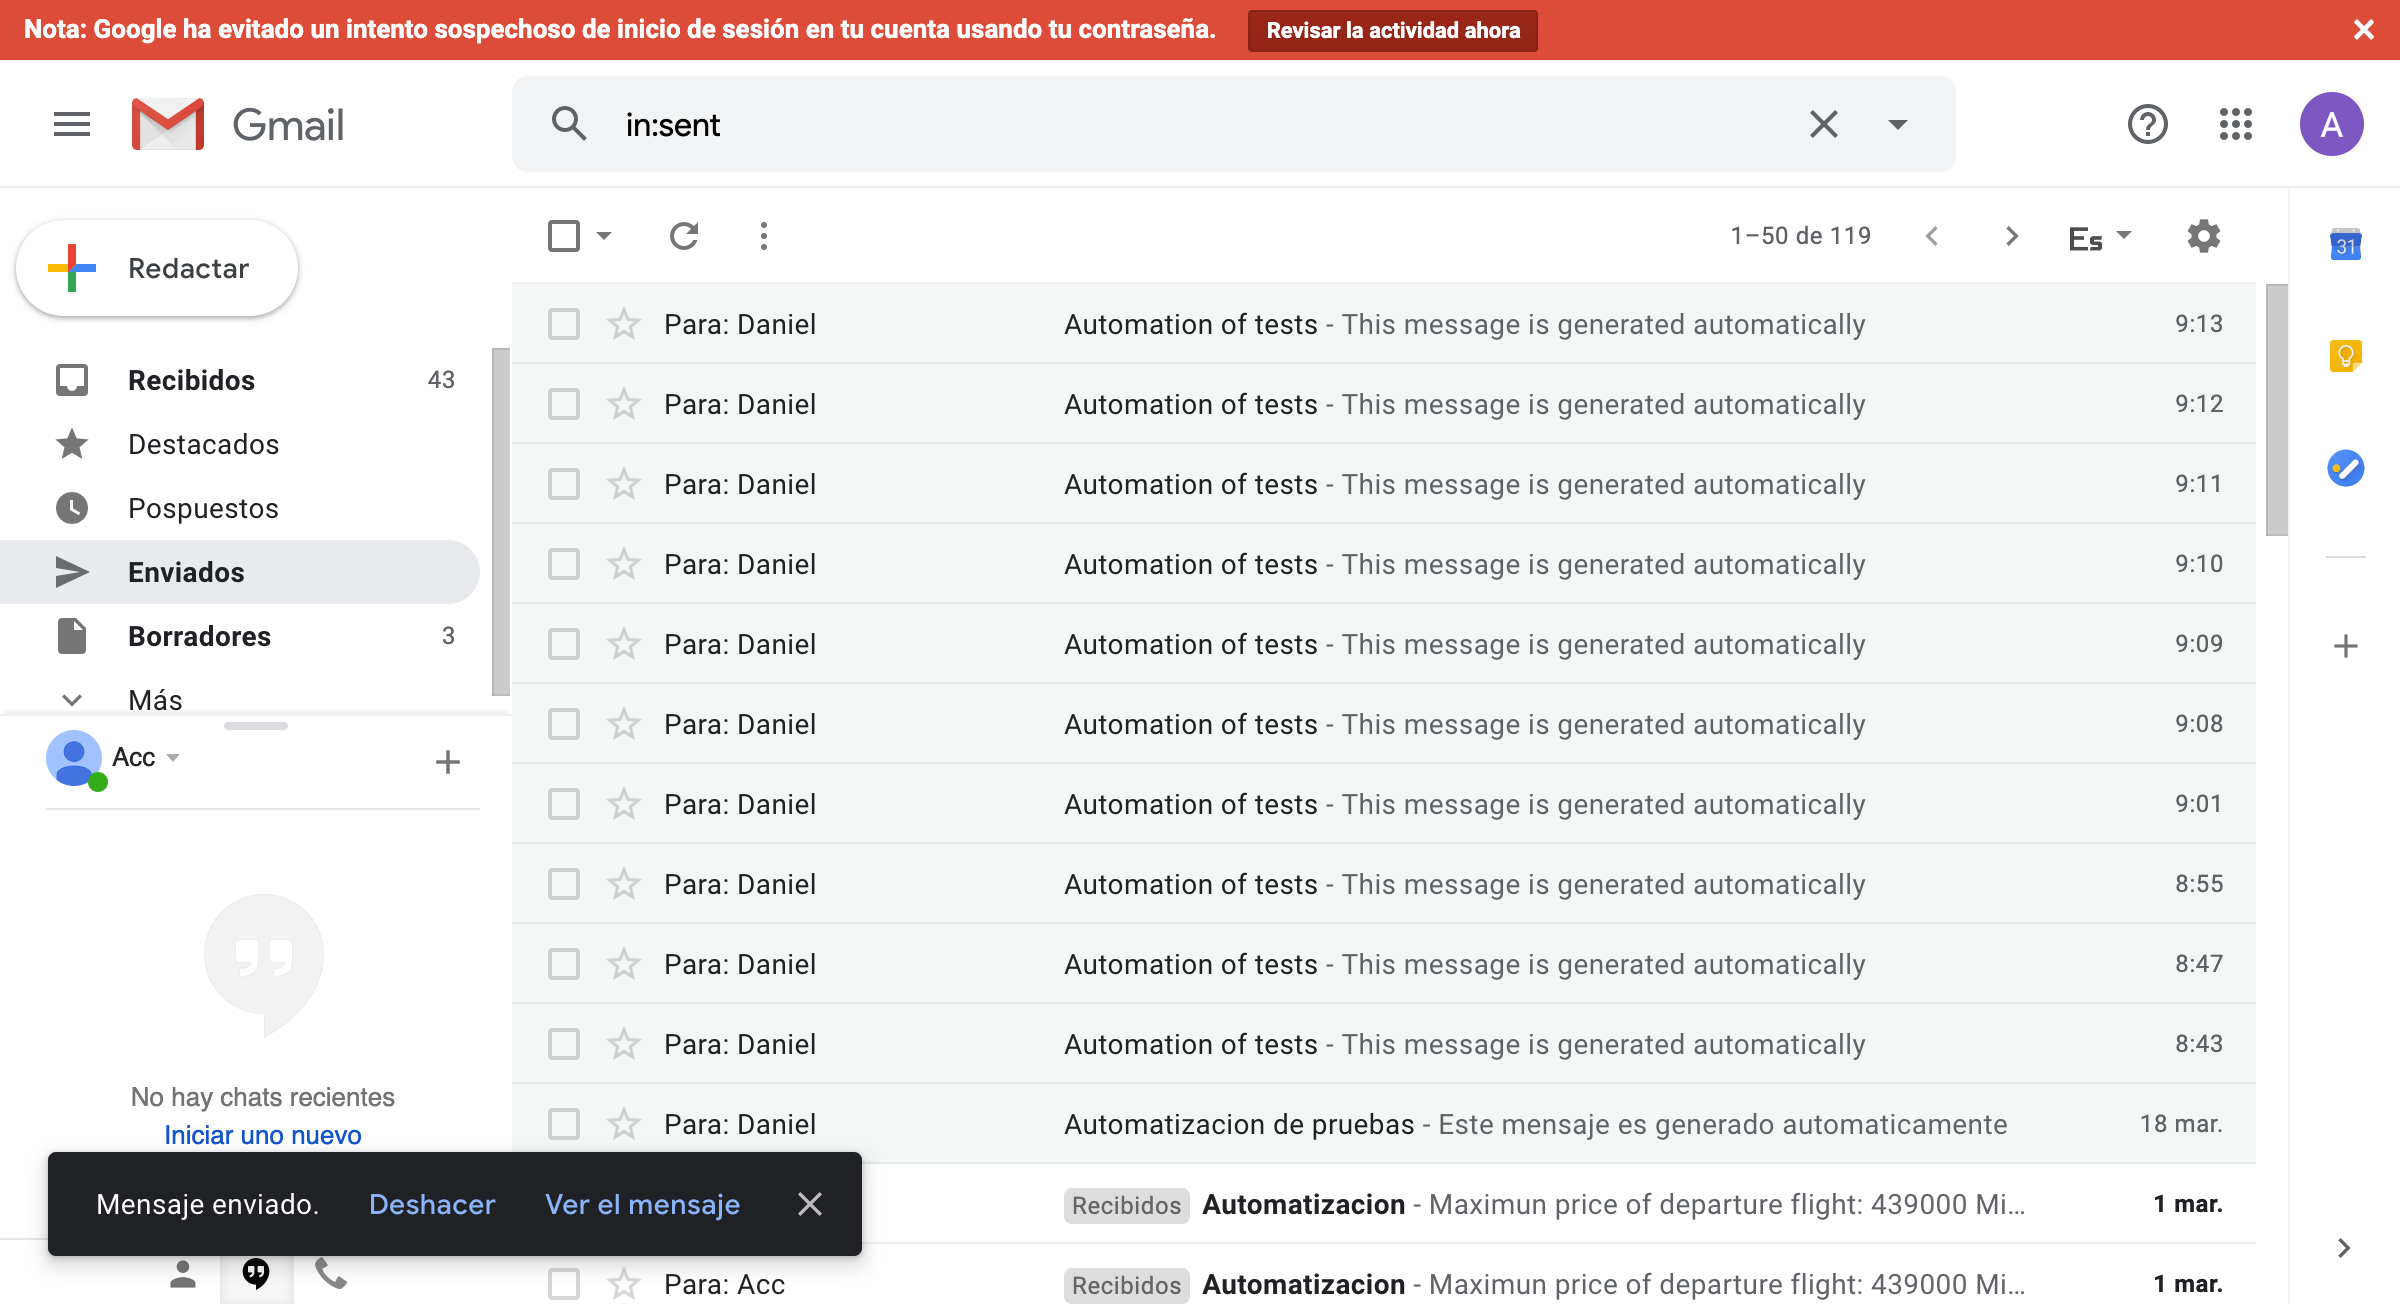 Nota: Google ha evitado un intento sospechoso de inicio de sesión en tu cuenta usando tu contraseña. Revisar la actividad ahora
Gmail
in:sent
A
Redactar
1–50 de 119
Es
31
Recibidos 43
Destacados
Pospuestos
Enviados
Borradores 3
Más
Acc
No hay chats recientes
Iniciar uno nuevo
Para: Daniel Automation of tests - This message is generated automatically 9:13
Para: Daniel Automation of tests - This message is generated automatically 9:12
Para: Daniel Automation of tests - This message is generated automatically 9:11
Para: Daniel Automation of tests - This message is generated automatically 9:10
Para: Daniel Automation of tests - This message is generated automatically 9:09
Para: Daniel Automation of tests - This message is generated automatically 9:08
Para: Daniel Automation of tests - This message is generated automatically 9:01
Para: Daniel Automation of tests - This message is generated automatically 8:55
Para: Daniel Automation of tests - This message is generated automatically 8:47
Para: Daniel Automation of tests - This message is generated automatically 8:43
Para: Daniel Automatizacion de pruebas - Este mensaje es generado automaticamente 18 mar.
Recibidos Automatizacion - Maximun price of departure flight: 439000 Mi... 1 mar.
Para: Acc Recibidos Automatizacion - Maximun price of departure flight: 439000 Mi... 1 mar.
Mensaje enviado. Deshacer Ver el mensaje